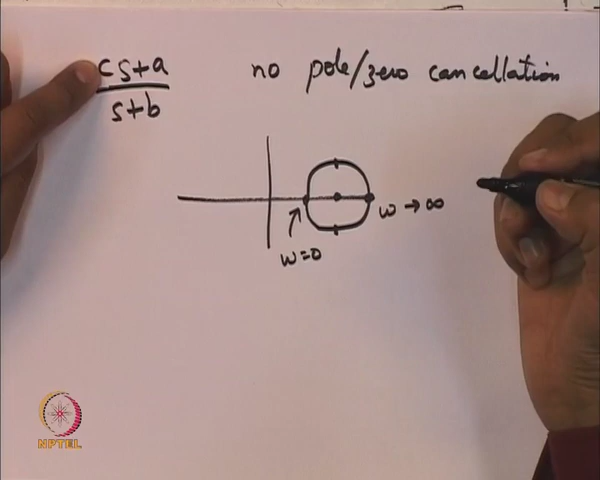 cs+a
s+b
no pole/zero cancellation
w→∞
w=0
NPTEL